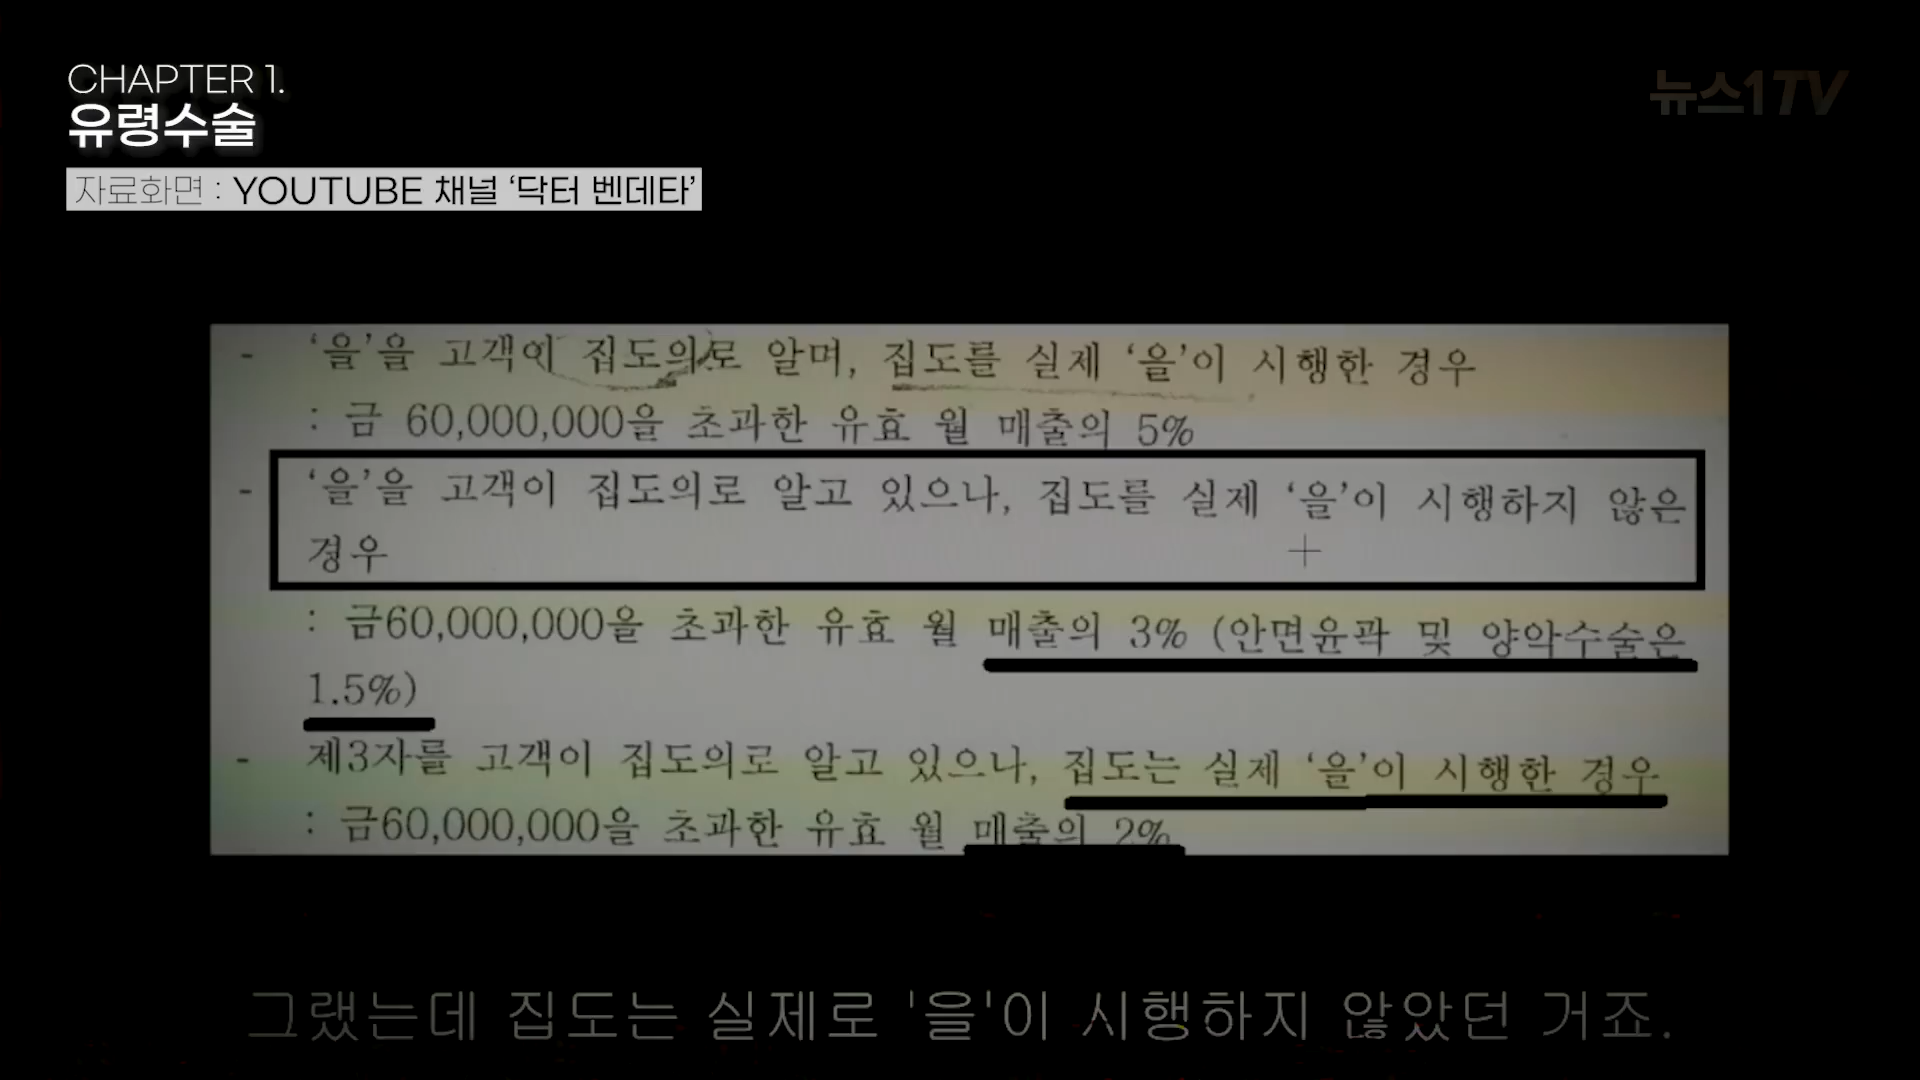 CHAPTER 1.
유령수술
뉴스1TV
자료화면 : YOUTUBE 채널 ‘닥터 벤데타’
- ‘을’을 고객이 집도의로 알며, 집도를 실제 ‘을’이 시행한 경우
: 금 60,000,000을 초과한 유효 월 매출의 5%
- ‘을’을 고객이 집도의로 알고 있으나, 집도를 실제 ‘을’이 시행하지 않은
경우
: 금60,000,000을 초과한 유효 월 매출의 3% (안면윤곽 및 양악수술은
1.5%)
- 제3자를 고객이 집도의로 알고 있으나, 집도는 실제 ‘을’이 시행한 경우
: 금60,000,000을 초과한 유효 월 매출의 2%
그랬는데 집도는 실제로 '을'이 시행하지 않았던 거죠.